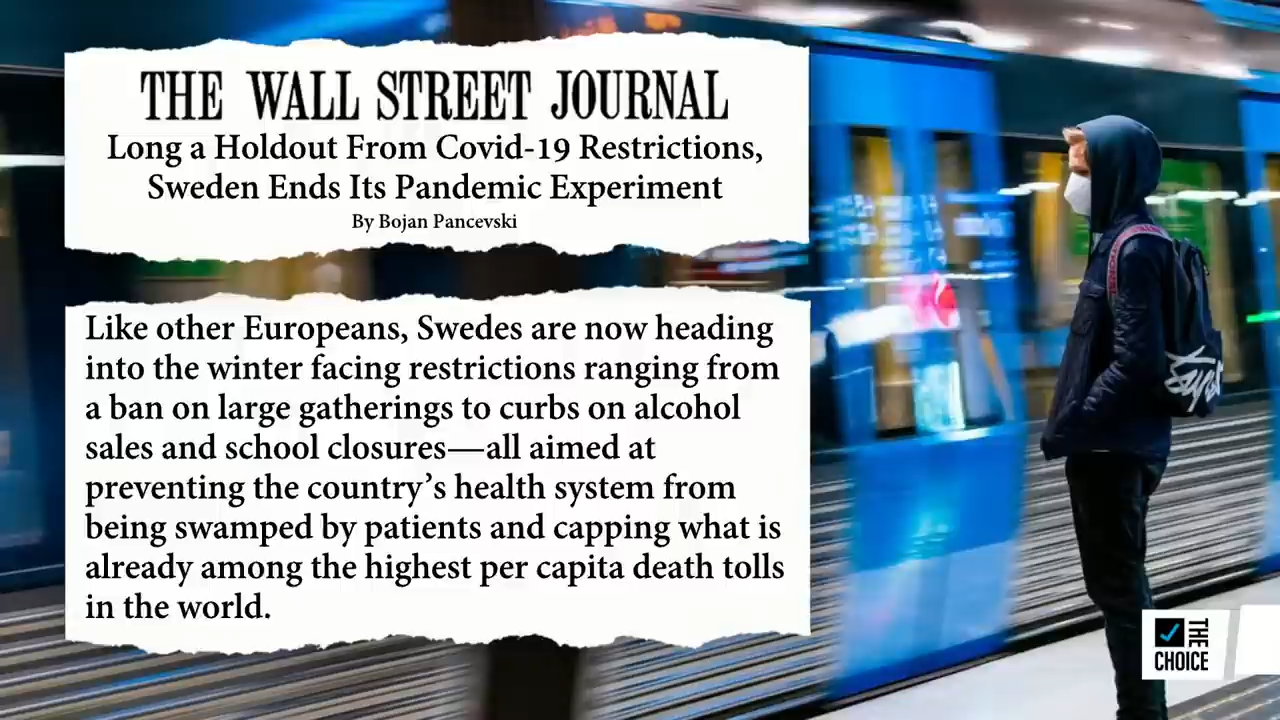 THE WALL STREET JOURNAL
Long a Holdout From Covid-19 Restrictions,
Sweden Ends Its Pandemic Experiment
By Bojan Pancevski
Like other Europeans, Swedes are now heading
into the winter facing restrictions ranging from
a ban on large gatherings to curbs on alcohol
sales and school closures—all aimed at
preventing the country’s health system from
being swamped by patients and capping what is
already among the highest per capita death tolls
in the world.
THE
CHOICE